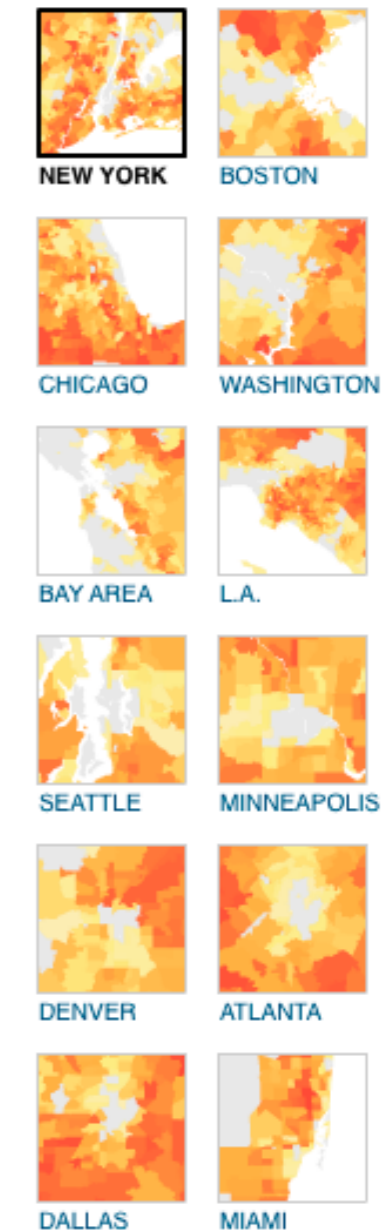 NEW YORK
BOSTON
CHICAGO
WASHINGTON
BAY AREA
L.A.
SEATTLE
MINNEAPOLIS
DENVER
ATLANTA
DALLAS
MIAMI